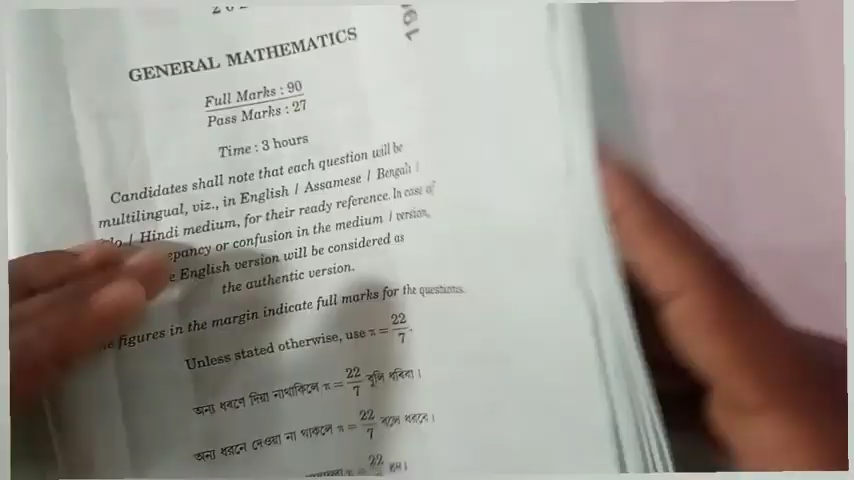 GENERAL MATHEMATICS
Full Marks : 90
Pass Marks : 27
Time : 3 hours
Candidates shall note that each question will be
multilingual, viz., in English / Assamese / Bengali /
/ Hindi medium, for their ready reference. In case of
or confusion in the medium / version,
English version will be considered as
the authentic version.
figures in the margin indicate full marks for the questions.
Unless stated otherwise, use π = 22/7.
অন্য ধৰণে দিয়া নাথাকিলে π = 22/7 বুলি ধৰিবা।
অন্য ধরনে দেওয়া না থাকলে π = 22/7 বলে ধরবে।
π = 22